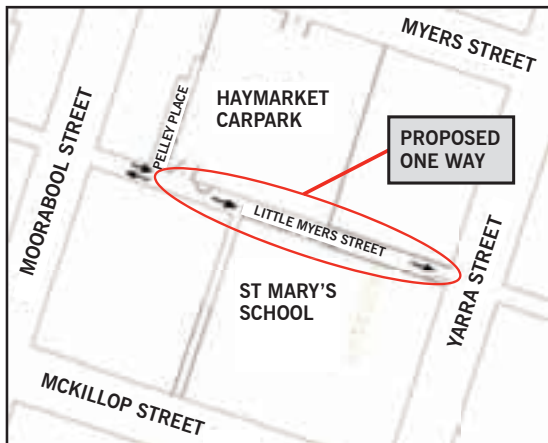 MYERS STREET
HAYMARKET
CARPARK
PELLEY PLACE
MOORABOOL STREET
PROPOSED
ONE WAY
LITTLE MYERS STREET
ST MARY'S
SCHOOL
YARRA STREET
MCKILLOP STREET